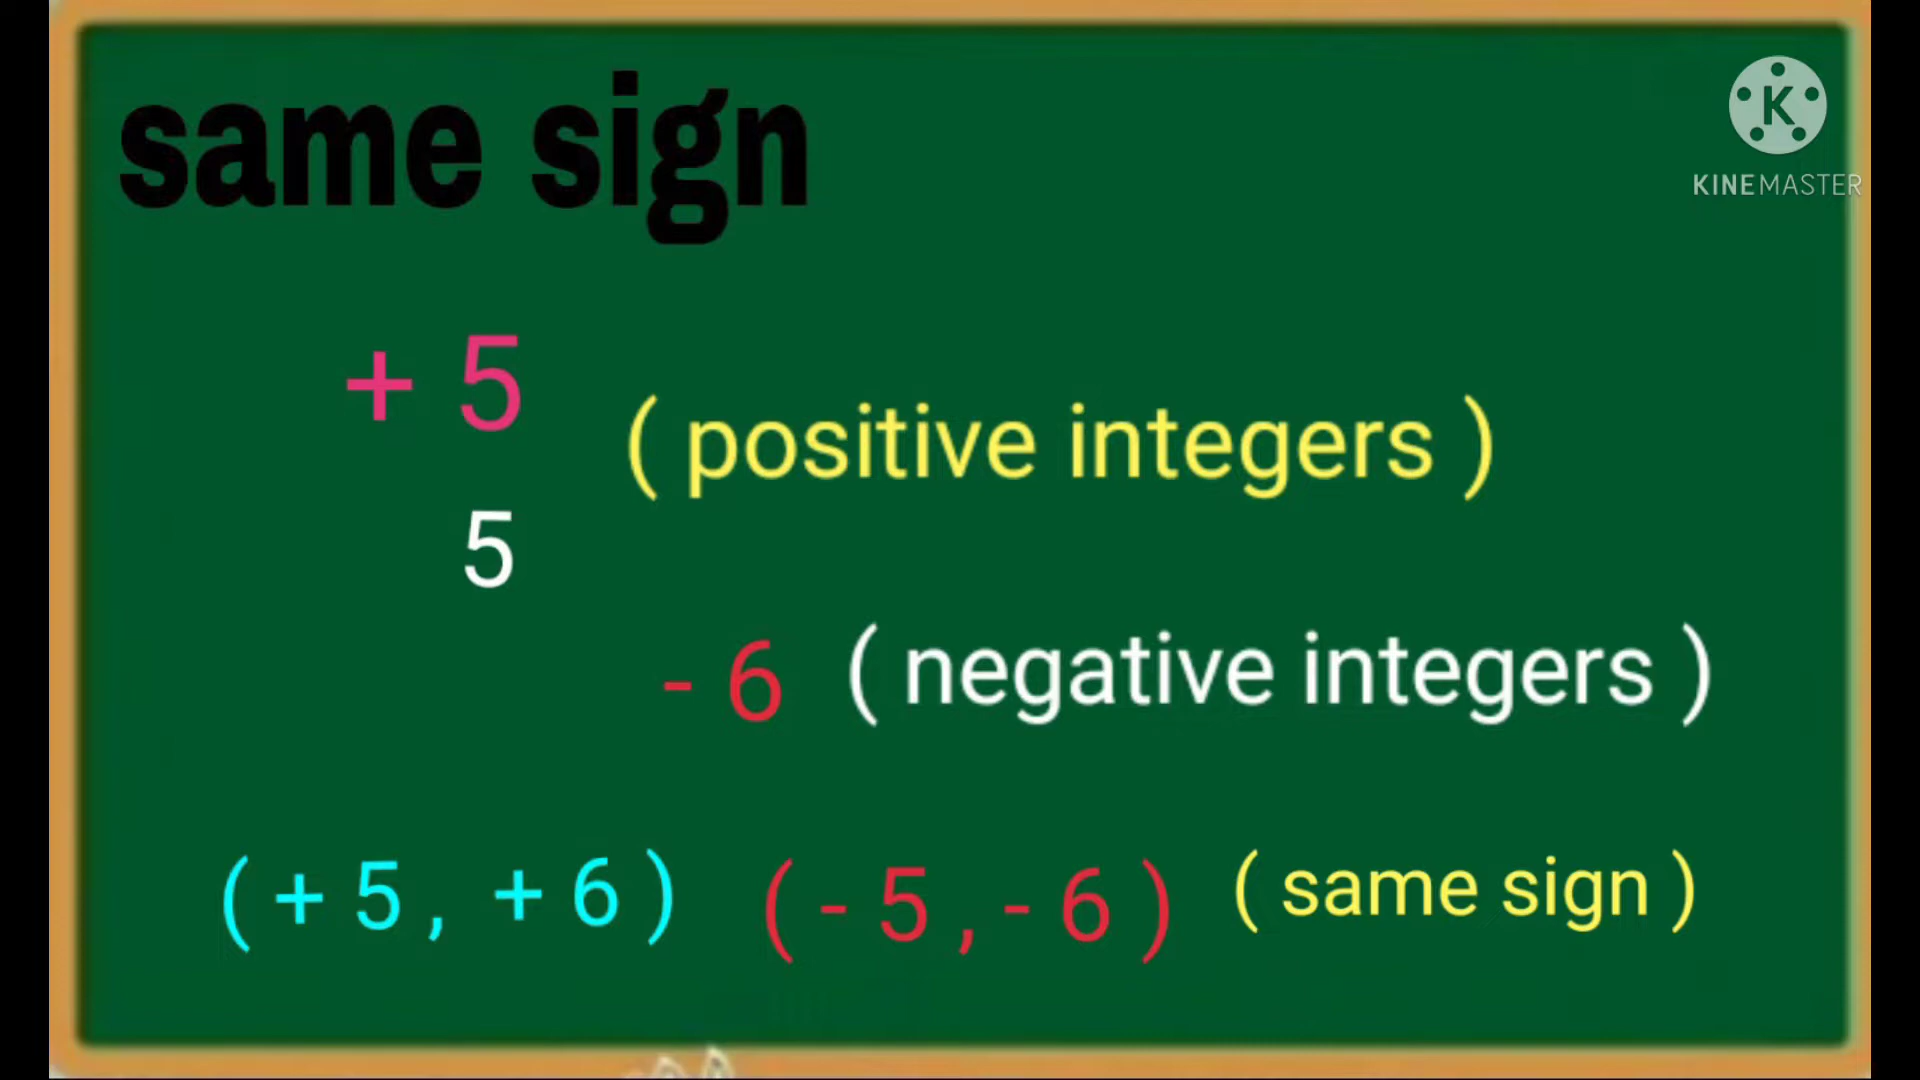 same sign
K
KINEMASTER
+ 5
( positive integers )
5
- 6 ( negative integers )
( + 5 , + 6 ) ( - 5 , - 6 ) ( same sign )